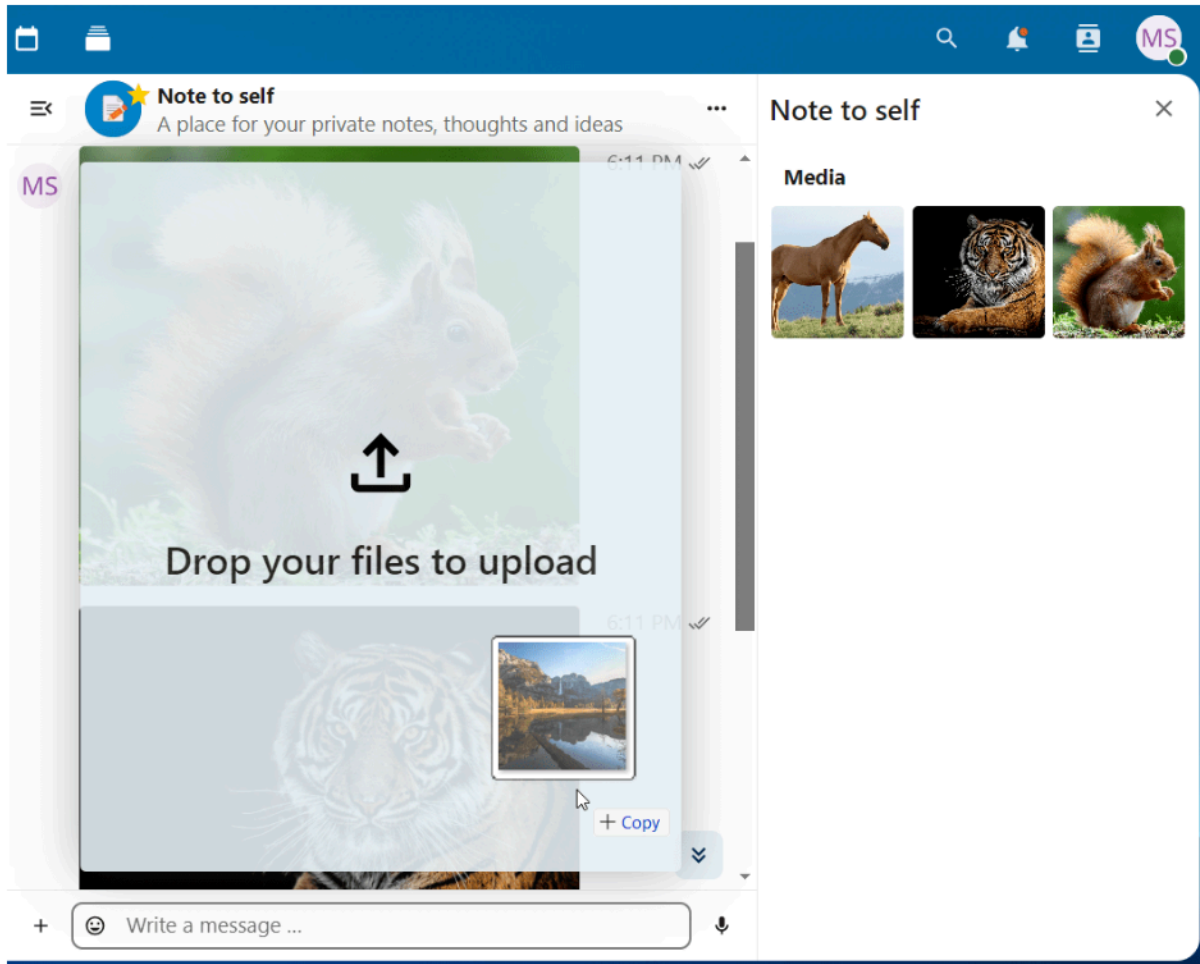 MS
Note to self
A place for your private notes, thoughts and ideas
Note to self
Media
MS
6:11 PM
Drop your files to upload
6:11 PM
+ Copy
Write a message ...